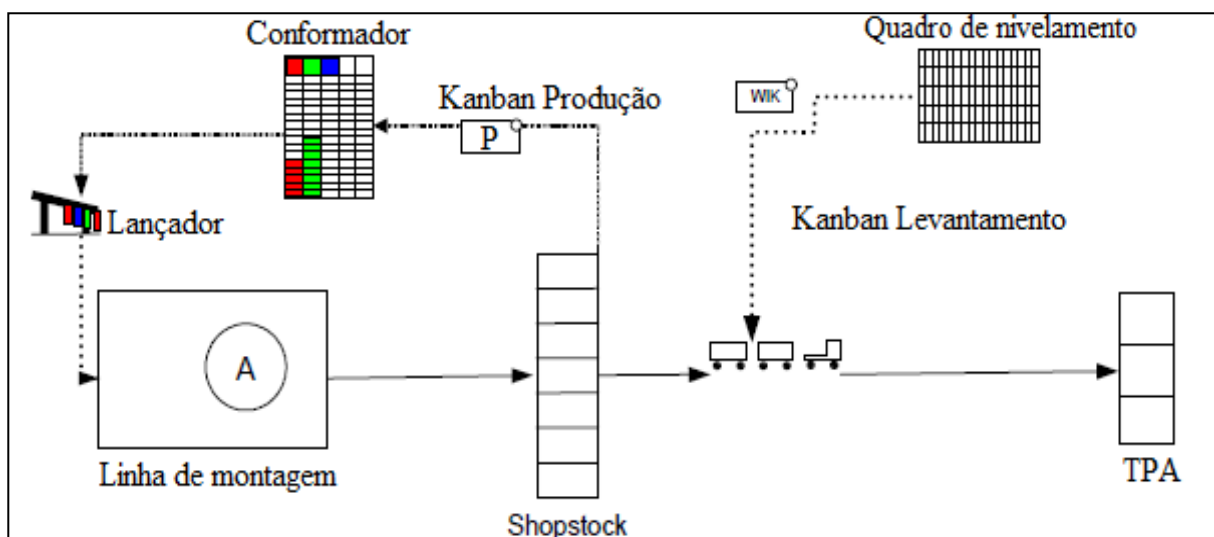 Conformador
Quadro de nivelamento
Kanban Produção
WIK
P
Kanban Levantamento
Lançador
A
Linha de montagem
TPA
Shopstock